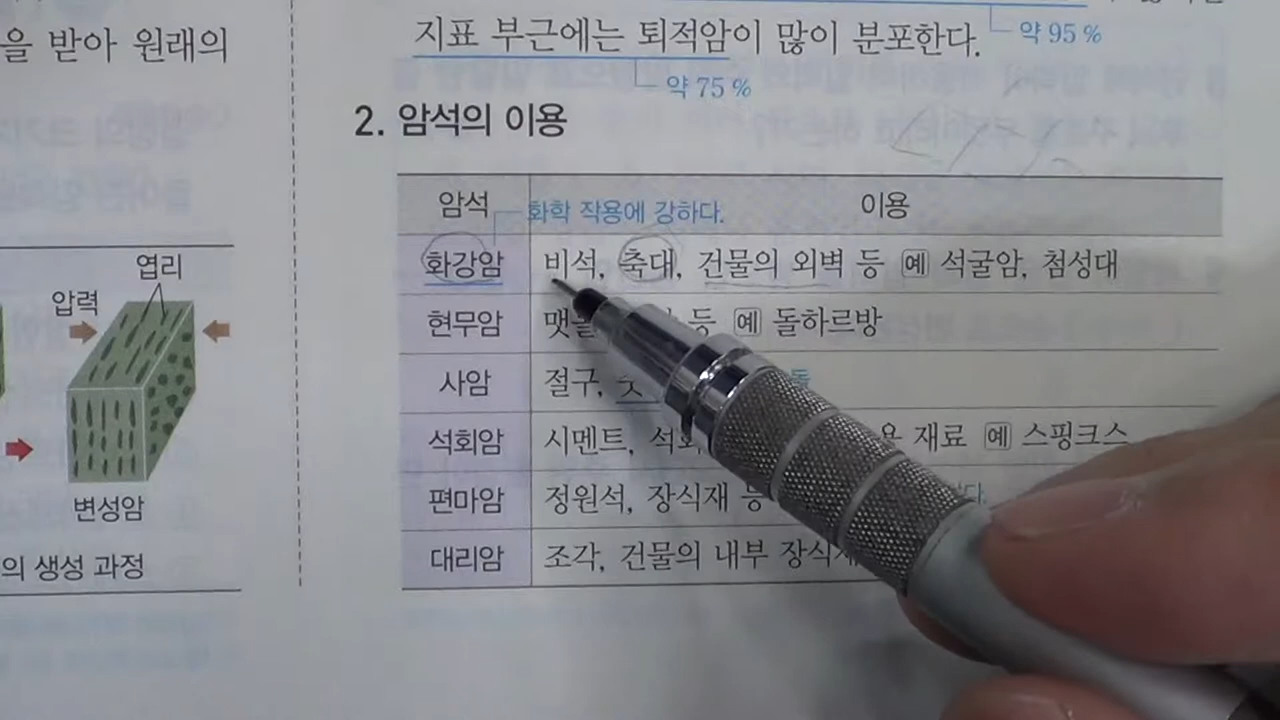 을 받아 원래의
엽리
압력
변성암
의 생성 과정
지표 부근에는 퇴적암이 많이 분포한다.
약 95 %
약 75 %
2. 암석의 이용
암석 이용
화학 작용에 강하다.
화강암 비석, 축대, 건물의 외벽 등 예 석굴암, 첨성대
현무암 등 예 돌하르방
사암 절구,
석회암 시멘트, 재료 예 스핑크스
편마암 정원석, 장식재 등
대리암 조각, 건물의 내부 장식재